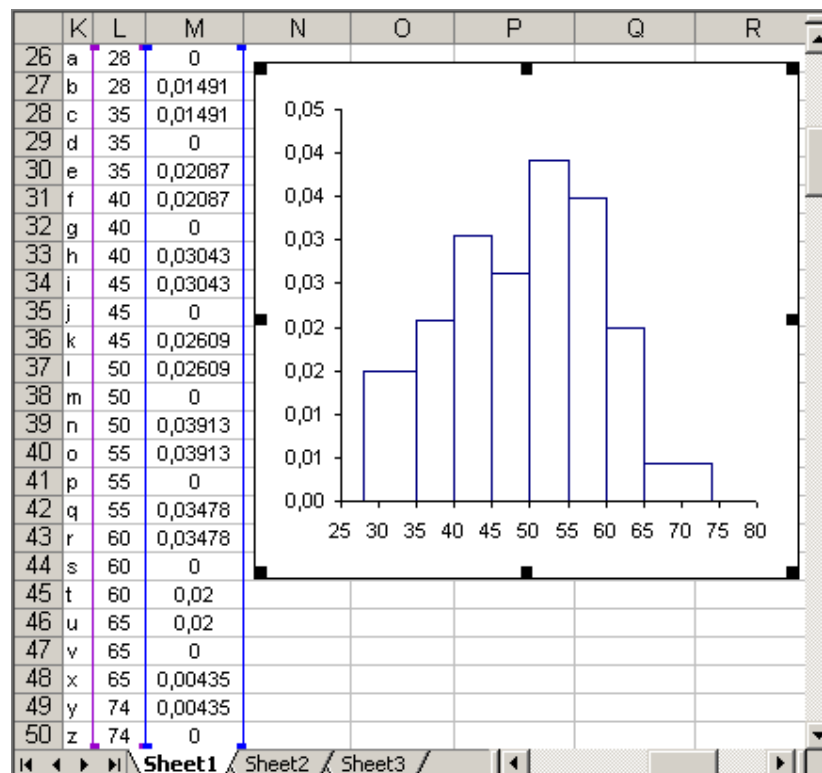 K L M N O P Q R
26 a 28 0
27 b 28 0,01491
28 c 35 0,01491
29 d 35 0
30 e 35 0,02087
31 f 40 0,02087
32 g 40 0
33 h 40 0,03043
34 i 45 0,03043
35 j 45 0
36 k 45 0,02609
37 l 50 0,02609
38 m 50 0
39 n 50 0,03913
40 o 55 0,03913
41 p 55 0
42 q 55 0,03478
43 r 60 0,03478
44 s 60 0
45 t 60 0,02
46 u 65 0,02
47 v 65 0
48 x 65 0,00435
49 y 74 0,00435
50 z 74 0
0,05
0,04
0,04
0,03
0,03
0,02
0,02
0,01
0,01
0,00
25 30 35 40 45 50 55 60 65 70 75 80
Sheet1 Sheet2 Sheet3